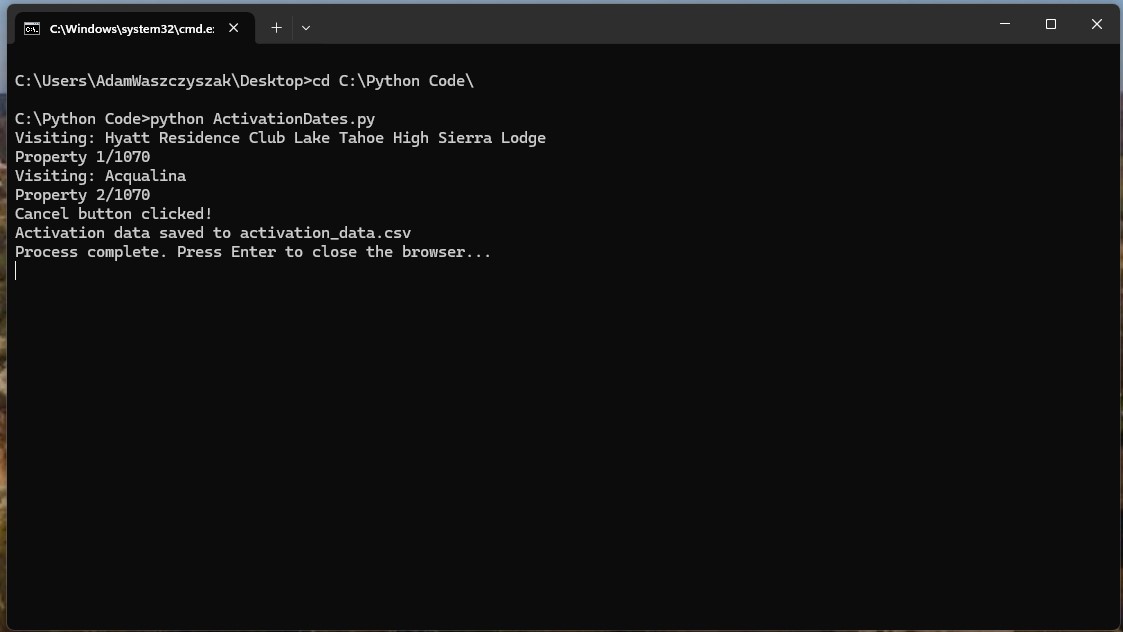 C:\Windows\system32\cmd.e:
C:\Users\AdamWaszczyszak\Desktop>cd C:\Python Code\
C:\Python Code>python ActivationDates.py
Visiting: Hyatt Residence Club Lake Tahoe High Sierra Lodge
Property 1/1070
Visiting: Acqualina
Property 2/1070
Cancel button clicked!
Activation data saved to activation_data.csv
Process complete. Press Enter to close the browser...